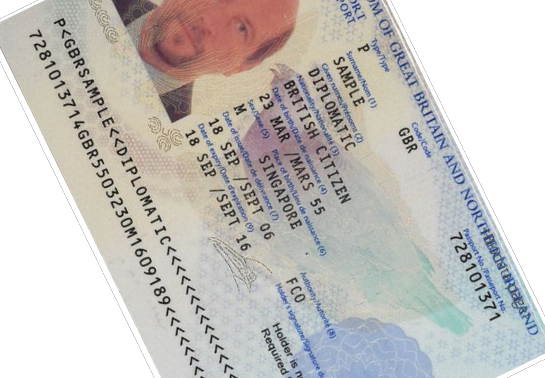 OM OF GREAT BRITAIN AND NORTHERN IRELAND
Type/Type
Code/Code
Passport No./Passeport No.
P
GBR
728101371
Surname/Nom (1)
SAMPLE
Given names/Prénoms (2)
DIPLOMATIC
Nationality/Nationalité (3)
BRITISH CITIZEN
Date of birth/Date de naissance (4)
23 MAR /MARS 55
Sex/Sexe (5)
Place of birth/Lieu de naissance (6)
M
SINGAPORE
Date of issue/Date de délivrance (7)
Authority/Autorité (8)
18 SEP /SEPT 06
FCO
Date of expiry/Date d'expiration (9)
Holder's signature/Signature du
18 SEP /SEPT 16
Holder is
Required
P<GBRSAMPLE<<DIPLOMATIC<<<<<<<<<<
7281013714GBR5503230M1609189<<<<<<